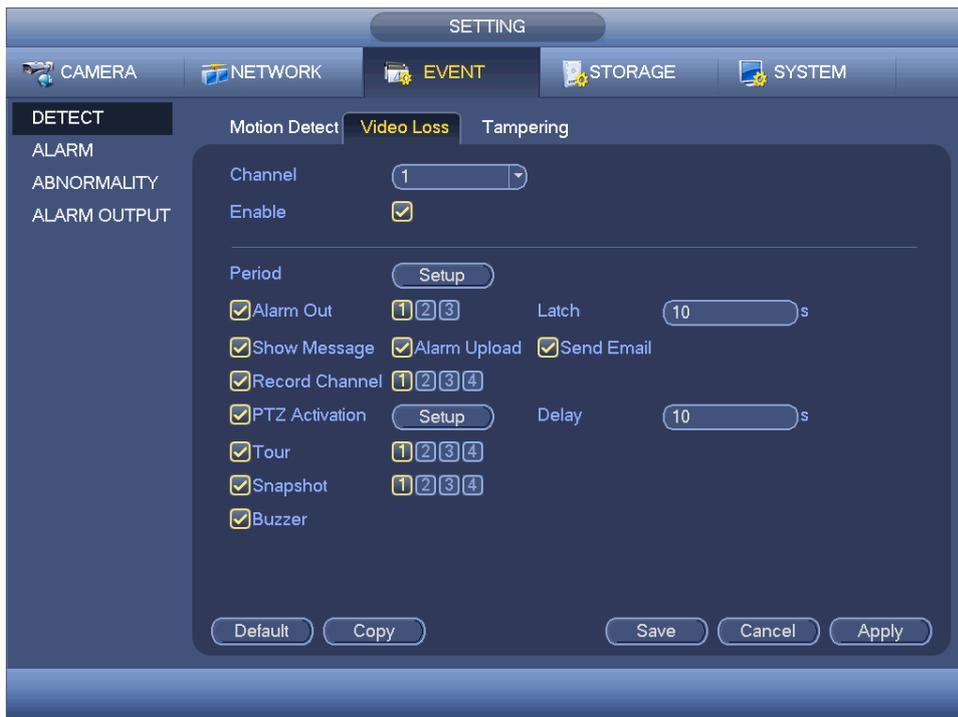 SETTING
CAMERA NETWORK EVENT STORAGE SYSTEM
DETECT
ALARM
ABNORMALITY
ALARM OUTPUT
Motion Detect Video Loss Tampering
Channel 1
Enable
Period Setup
Alarm Out 1 2 3 Latch 10 s
Show Message Alarm Upload Send Email
Record Channel 1 2 3 4
PTZ Activation Setup Delay 10 s
Tour 1 2 3 4
Snapshot 1 2 3 4
Buzzer
Default Copy Save Cancel Apply